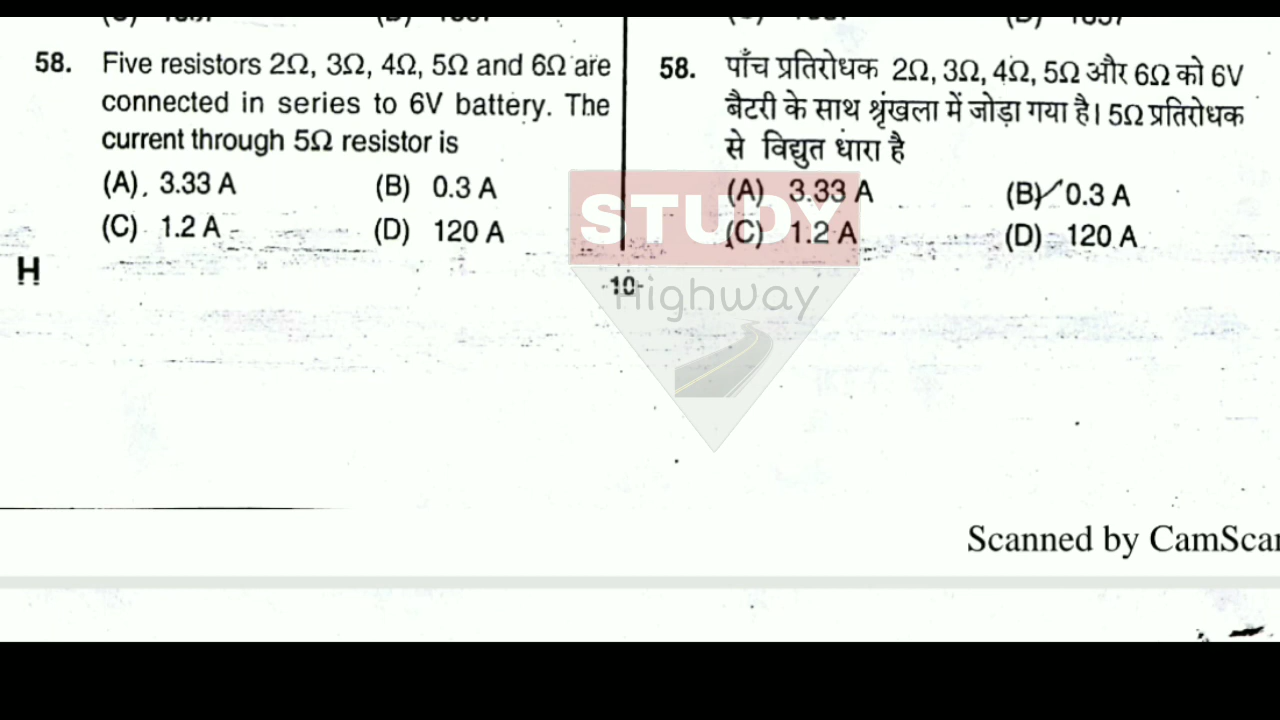 58. Five resistors 2Ω, 3Ω, 4Ω, 5Ω and 6Ω are
connected in series to 6V battery. The
current through 5Ω resistor is
(A) 3.33 A (B) 0.3 A
(C) 1.2 A (D) 120 A
H
58. पाँच प्रतिरोधक 2Ω, 3Ω, 4Ω, 5Ω और 6Ω को 6V
बैटरी के साथ श्रृंखला में जोड़ा गया है। 5Ω प्रतिरोधक
से विद्युत धारा है
(A) 3.33 A (B) 0.3 A
(C) 1.2 A (D) 120 A
-10-
STUDY
Highway
Scanned by CamScan